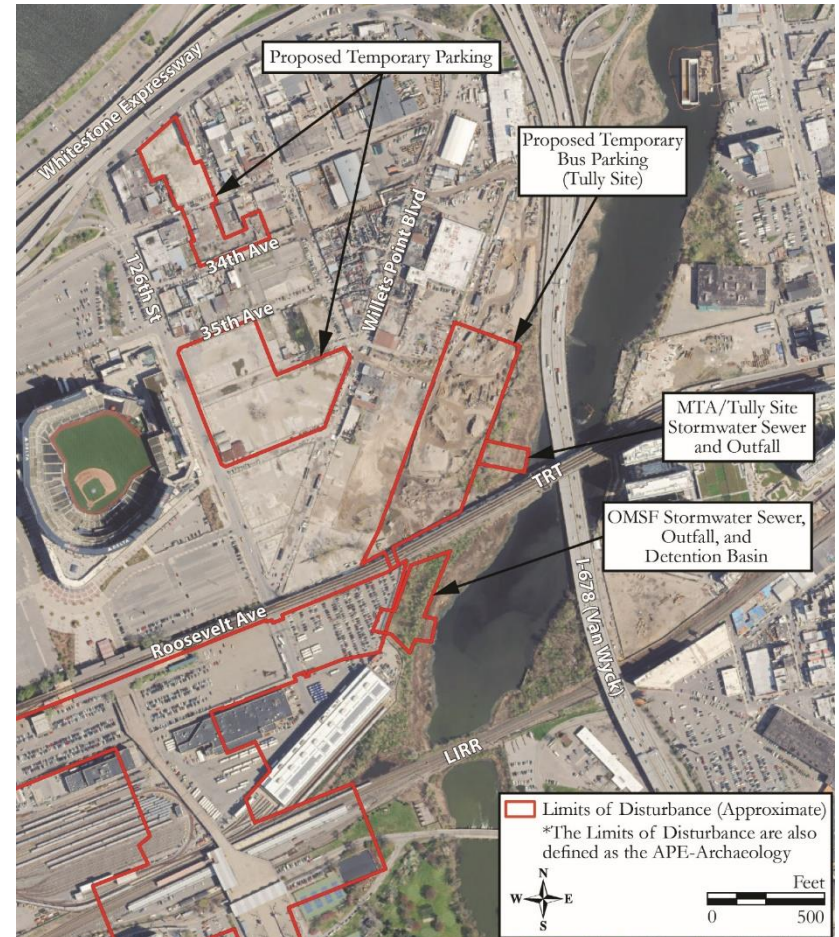 Proposed Temporary Parking
Whitestone Expressway
Proposed Temporary
Bus Parking
(Tully Site)
34th Ave
126th St
Willets Point Blvd
35th Ave
MTA/Tully Site
Stormwater Sewer
and Outfall
TRT
OMSF Stormwater Sewer,
Outfall, and
Detention Basin
I-678 (Van Wyck)
Roosevelt Ave
LIRR
Limits of Disturbance (Approximate)
*The Limits of Disturbance are also
defined as the APE-Archaeology
N
W E
S
Feet
0 500